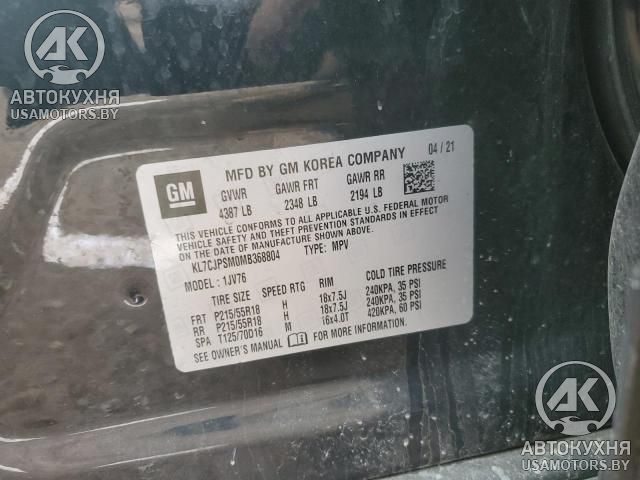 AK
АВТОКУХНЯ
USAMOTORS.BY
GM
MFD BY GM KOREA COMPANY 04 / 21
GVWR GAWR FRT GAWR RR
4387 LB 2348 LB 2194 LB
THIS VEHICLE CONFORMS TO ALL APPLICABLE U.S. FEDERAL MOTOR
VEHICLE SAFETY AND THEFT PREVENTION STANDARDS IN EFFECT
ON THE DATE OF MANUFACTURE SHOWN ABOVE.
KL7CJPSM0MB368804 TYPE: MPV
MODEL : 1JV76
TIRE SIZE SPEED RTG RIM COLD TIRE PRESSURE
FRT P215/55R18 H 18x7.5J 240KPA, 35 PSI
RR P215/55R18 H 18x7.5J 240KPA, 35 PSI
SPA T125/70D16 M 16x4.0T 420KPA, 60 PSI
SEE OWNER'S MANUAL FOR MORE INFORMATION.
AK
АВТОКУХНЯ
USAMOTORS.BY